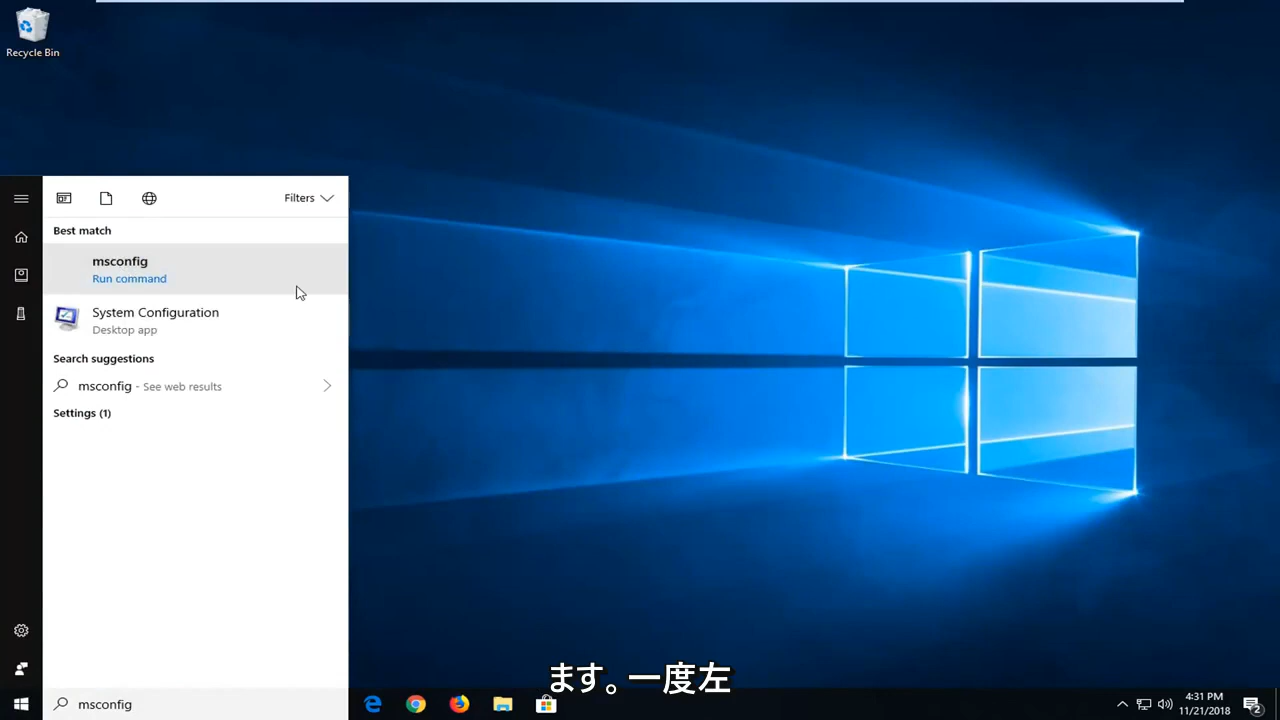 Recycle Bin
Filters
Best match
msconfig
Run command
System Configuration
Desktop app
Search suggestions
msconfig - See web results
Settings (1)
ます。一度左
msconfig
4:31 PM
11/21/2018
2